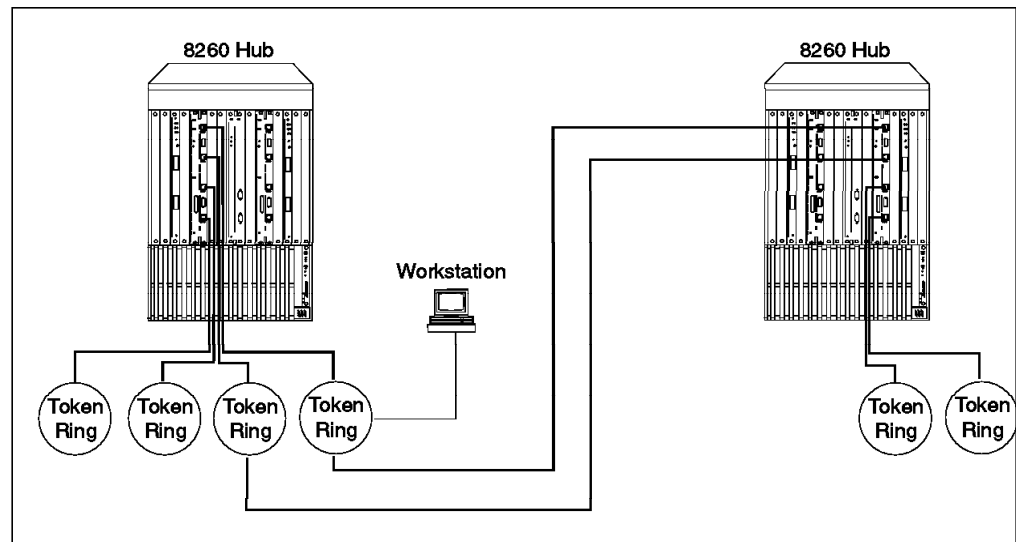 8260 Hub
8260 Hub
Workstation
Token
Ring
Token
Ring
Token
Ring
Token
Ring
Token
Ring
Token
Ring